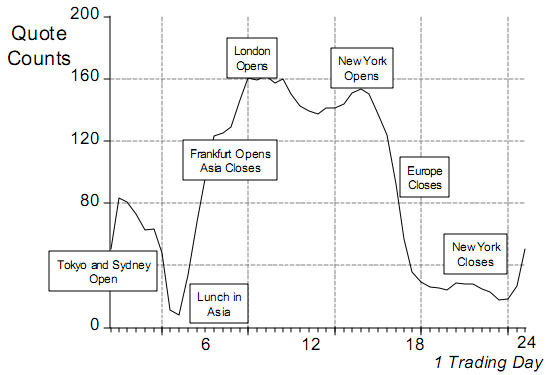 Quote
Counts
200
160
120
80
40
0
London
Opens
New York
Opens
Frankfurt Opens
Asia Closes
Europe
Closes
New York
Closes
Tokyo and Sydney
Open
Lunch in
Asia
6
12
18
24
1 Trading Day